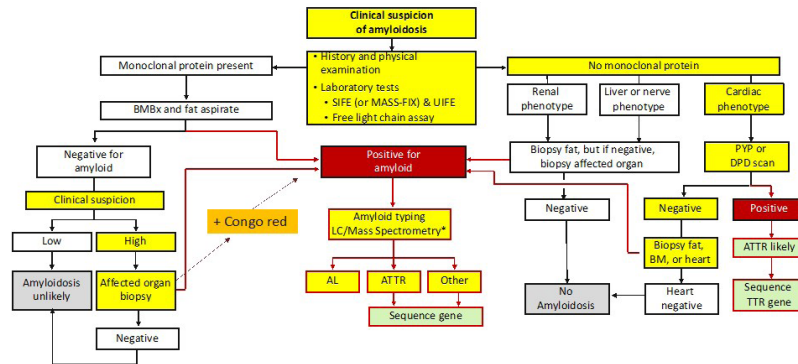 Clinical suspicion
of amyloidosis
Monoclonal protein present
• History and physical
examination
• Laboratory tests
• SIFE (or MASS-FIX) & UIFE
• Free light chain assay
No monoclonal protein
Renal
phenotype
Liver or nerve
phenotype
Cardiac
phenotype
BMBx and fat aspirate
Negative for
amyloid
Positive for
amyloid
Biopsy fat, but if negative,
biopsy affected organ
PYP or
DPD scan
Clinical suspicion
+ Congo red
Low
High
Amyloid typing
LC/Mass Spectrometry*
Negative
Negative
Positive
Amyloidosis
unlikely
Affected organ
biopsy
AL
ATTR
Other
Biopsy fat,
BM, or heart
ATTR likely
No
Amyloidosis
Heart
negative
Sequence
TTR gene
Sequence gene
Negative